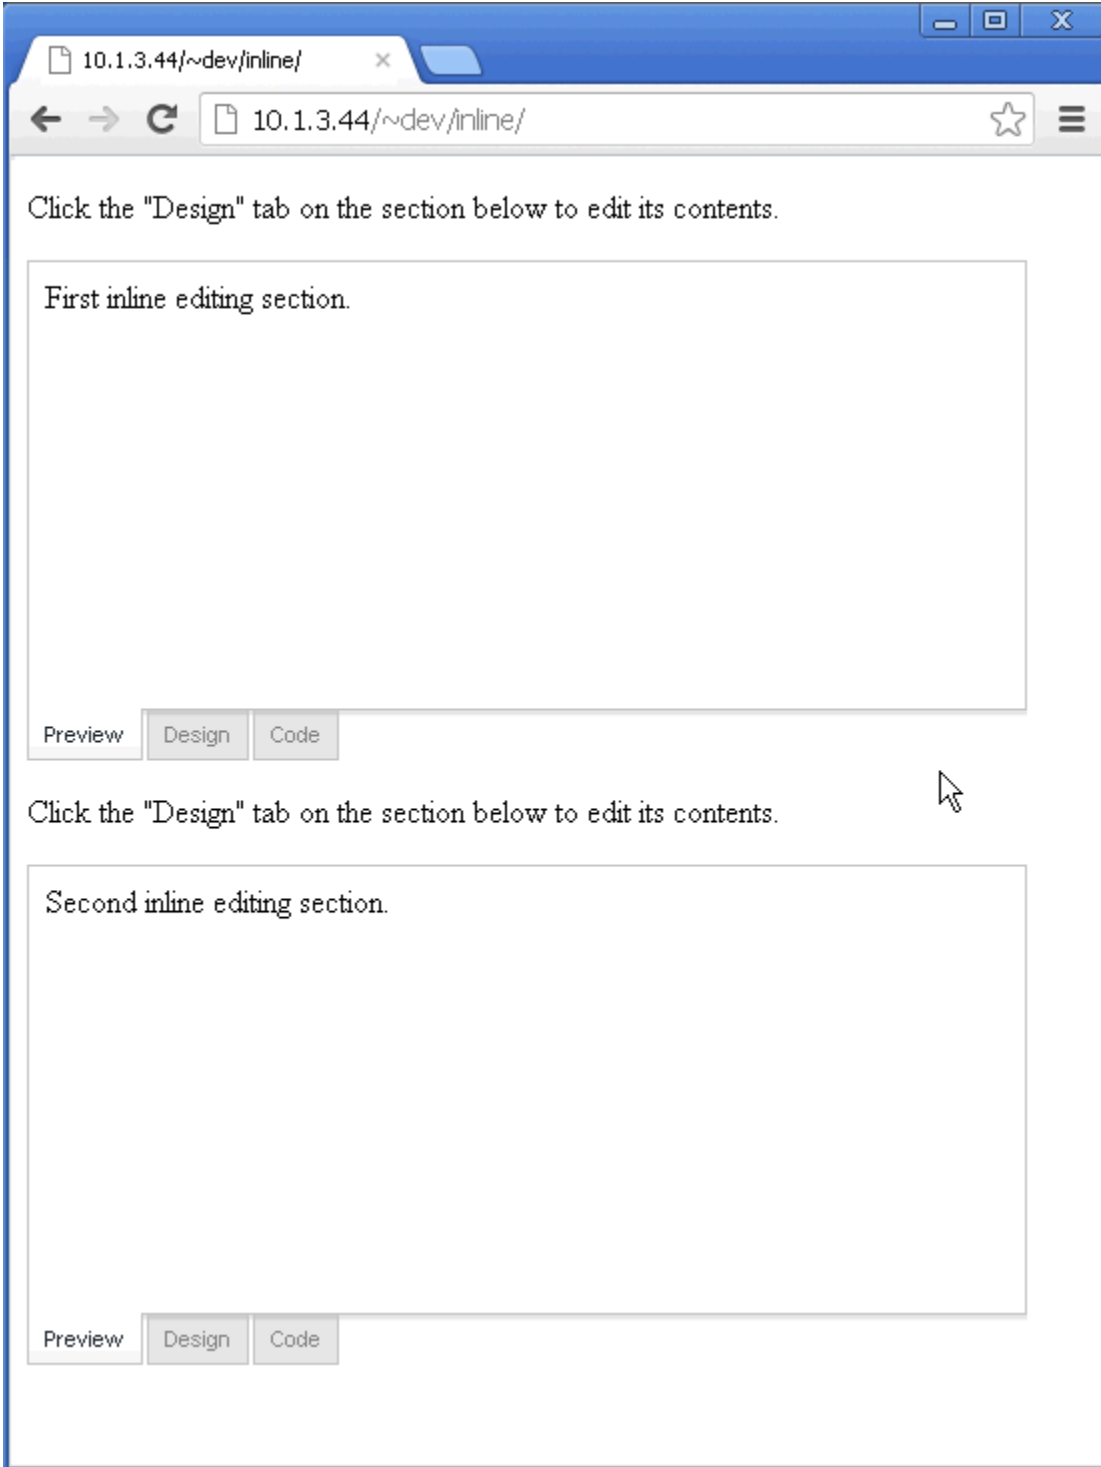 10.1.3.44/~dev/inline/
10.1.3.44/~dev/inline/
Click the "Design" tab on the section below to edit its contents.
First inline editing section.
Preview Design Code
Click the "Design" tab on the section below to edit its contents.
Second inline editing section.
Preview Design Code